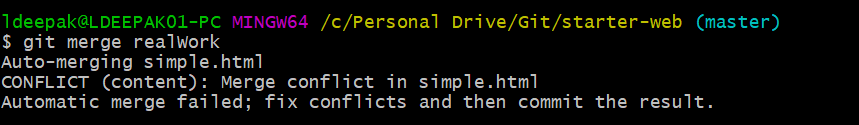 ldeepak@LDEEPAK01-PC MINGW64 /c/Personal Drive/Git/starter-web (master)
$ git merge realWork
Auto-merging simple.html
CONFLICT (content): Merge conflict in simple.html
Automatic merge failed; fix conflicts and then commit the result.